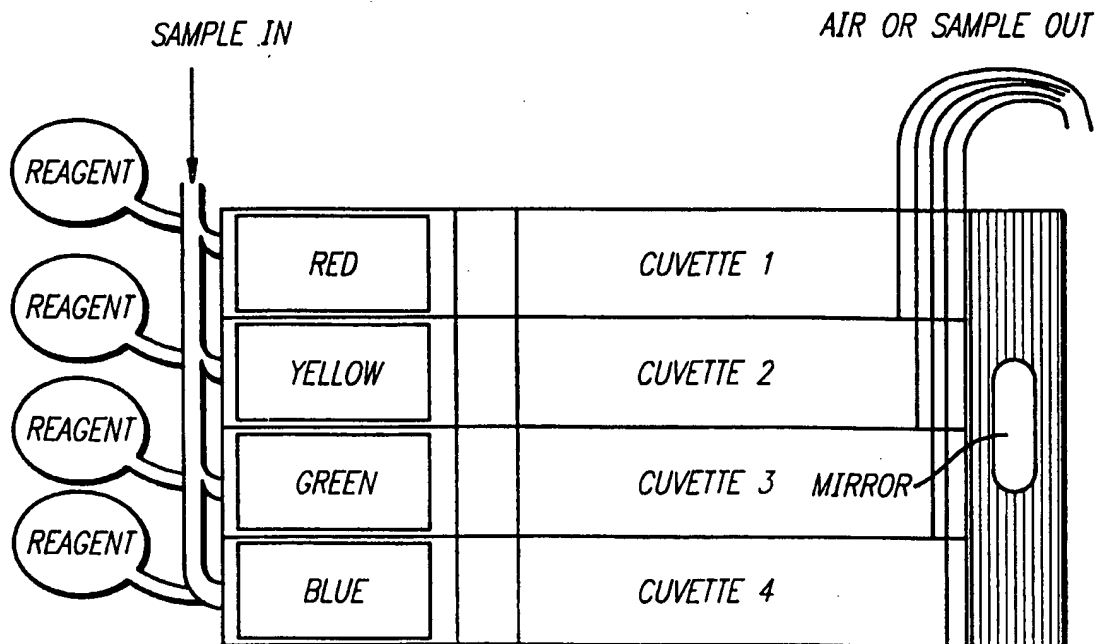 SAMPLE IN
AIR OR SAMPLE OUT
REAGENT
RED
CUVETTE 1
REAGENT
YELLOW
CUVETTE 2
REAGENT
GREEN
CUVETTE 3
MIRROR
REAGENT
BLUE
CUVETTE 4